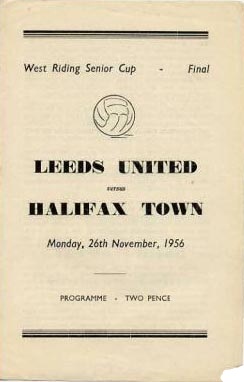 West Riding Senior Cup - Final
LEEDS UNITED
versus
HALIFAX TOWN
Monday, 26th November, 1956
PROGRAMME - TWO PENCE